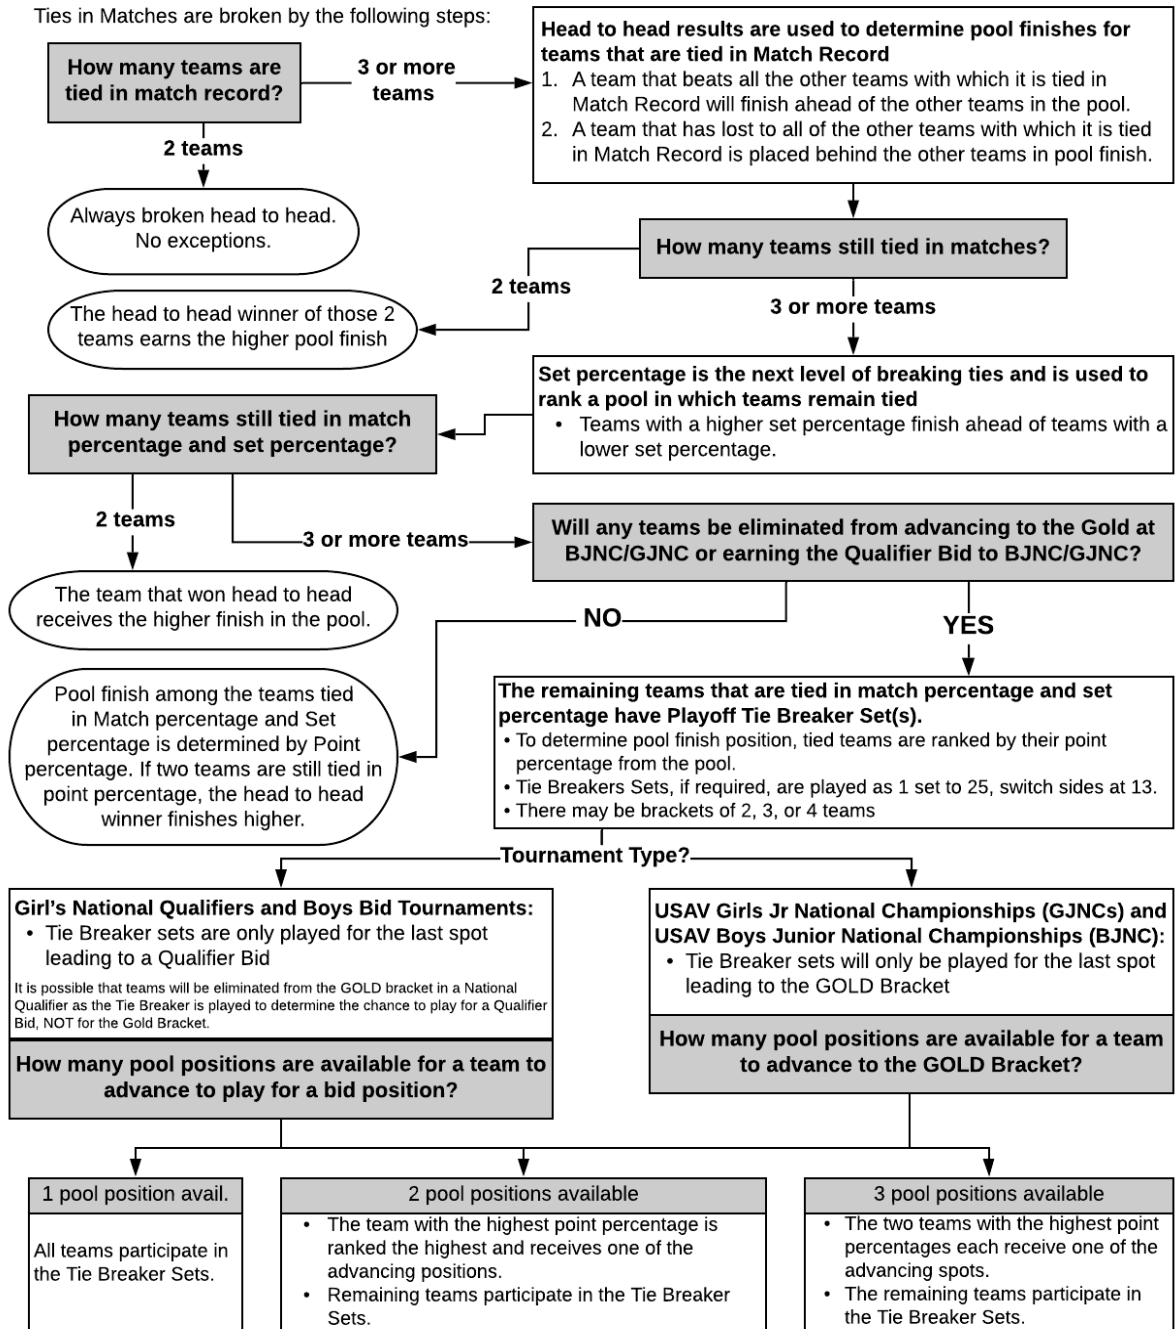 Ties in Matches are broken by the following steps:
How many teams are
tied in match record?
3 or more
teams
Head to head results are used to determine pool finishes for
teams that are tied in Match Record
1. A team that beats all the other teams with which it is tied in
Match Record will finish ahead of the other teams in the pool.
2. A team that has lost to all of the other teams with which it is tied
in Match Record is placed behind the other teams in pool finish.
2 teams
Always broken head to head.
No exceptions.
How many teams still tied in matches?
2 teams
3 or more teams
The head to head winner of those 2
teams earns the higher pool finish
Set percentage is the next level of breaking ties and is used to
rank a pool in which teams remain tied
• Teams with a higher set percentage finish ahead of teams with a
lower set percentage.
How many teams still tied in match
percentage and set percentage?
2 teams
3 or more teams
Will any teams be eliminated from advancing to the Gold at
BJNC/GJNC or earning the Qualifier Bid to BJNC/GJNC?
The team that won head to head
receives the higher finish in the pool.
NO
YES
Pool finish among the teams tied
in Match percentage and Set
percentage is determined by Point
percentage. If two teams are still tied in
point percentage, the head to head
winner finishes higher.
The remaining teams that are tied in match percentage and set
percentage have Playoff Tie Breaker Set(s).
• To determine pool finish position, tied teams are ranked by their point
percentage from the pool.
• Tie Breakers Sets, if required, are played as 1 set to 25, switch sides at 13.
• There may be brackets of 2, 3, or 4 teams
Tournament Type?
Girl's National Qualifiers and Boys Bid Tournaments:
• Tie Breaker sets are only played for the last spot
leading to a Qualifier Bid
It is possible that teams will be eliminated from the GOLD bracket in a National
Qualifier as the Tie Breaker is played to determine the chance to play for a Qualifier
Bid, NOT for the Gold Bracket.
How many pool positions are available for a team to
advance to play for a bid position?
USAV Girls Jr National Championships (GJNCs) and
USAV Boys Junior National Championships (BJNC):
• Tie Breaker sets will only be played for the last spot
leading to the GOLD Bracket
How many pool positions are available for a team
to advance to the GOLD Bracket?
1 pool position avail.
All teams participate in
the Tie Breaker Sets.
2 pool positions available
• The team with the highest point percentage is
ranked the highest and receives one of the
advancing positions.
• Remaining teams participate in the Tie Breaker
Sets.
3 pool positions available
• The two teams with the highest point
percentages each receive one of the
advancing spots.
• The remaining teams participate in
the Tie Breaker Sets.